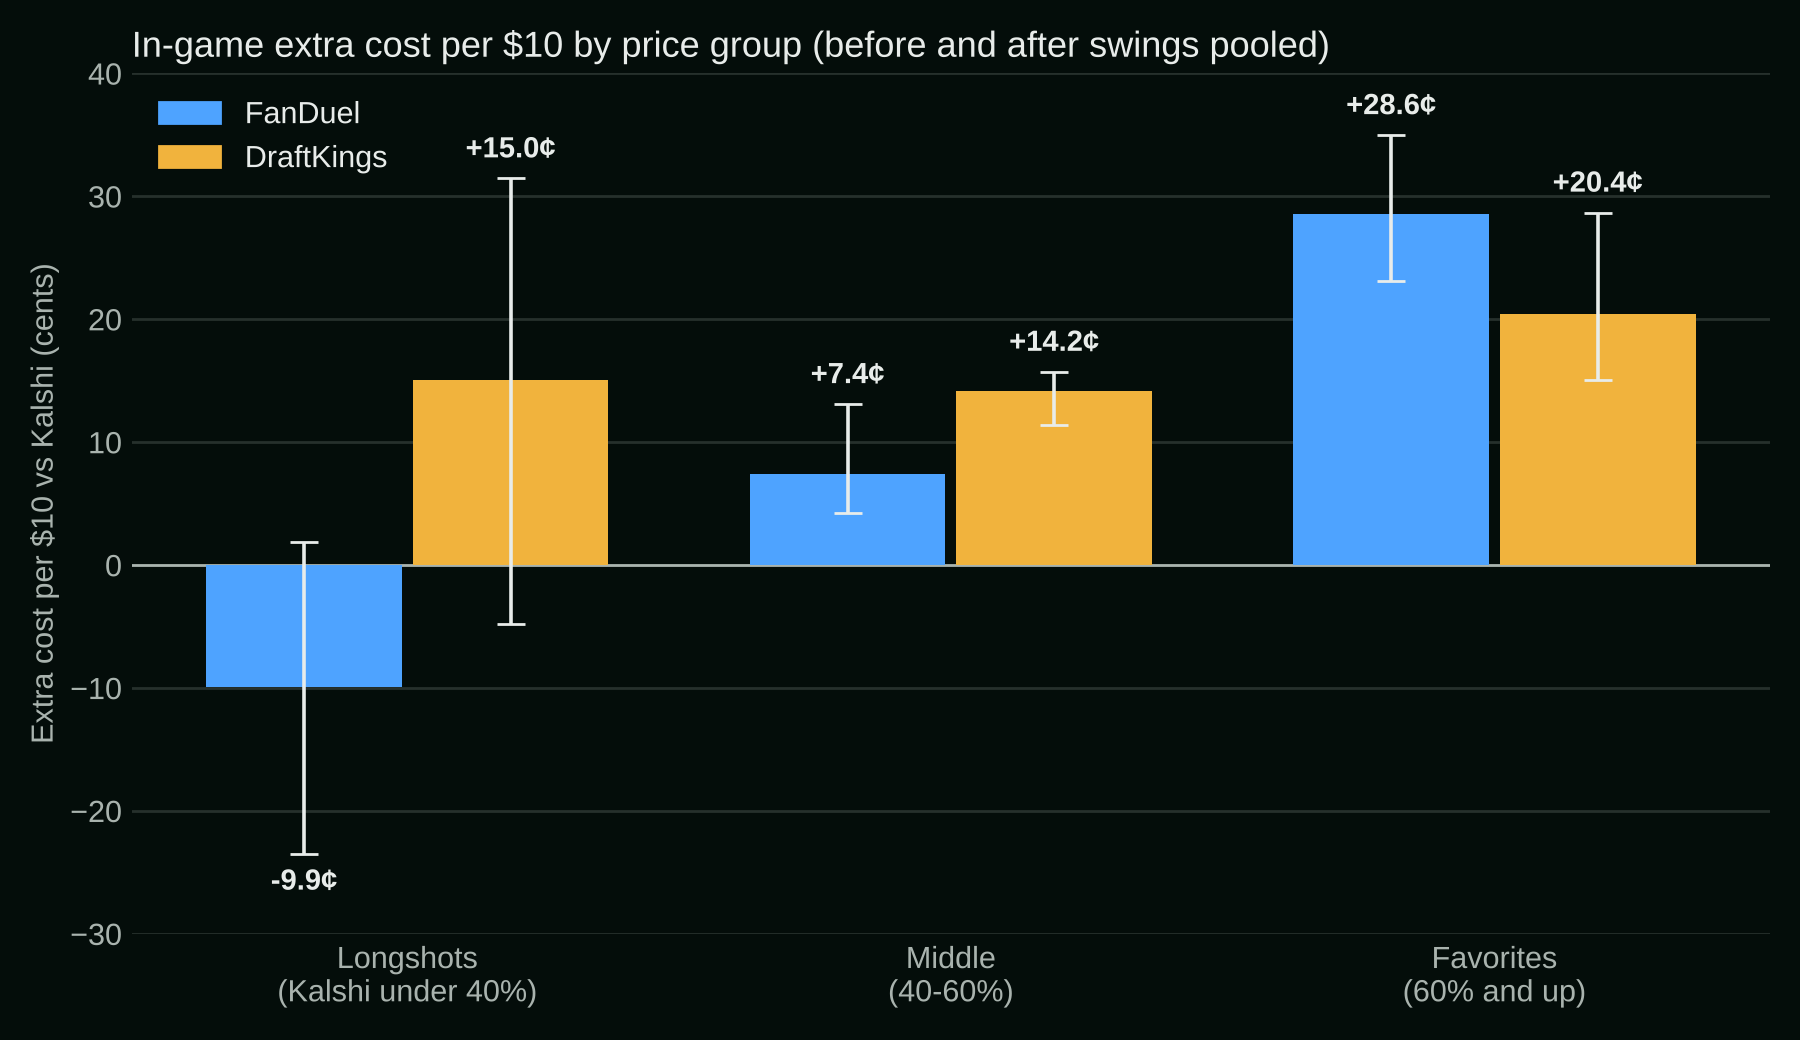 In-game extra cost per $10 by price group (before and after swings pooled)
FanDuel
DraftKings
Extra cost per $10 vs Kalshi (cents)
40
30
20
10
0
−10
−20
−30
-9.9¢
+15.0¢
+7.4¢
+14.2¢
+28.6¢
+20.4¢
Longshots
(Kalshi under 40%)
Middle
(40-60%)
Favorites
(60% and up)